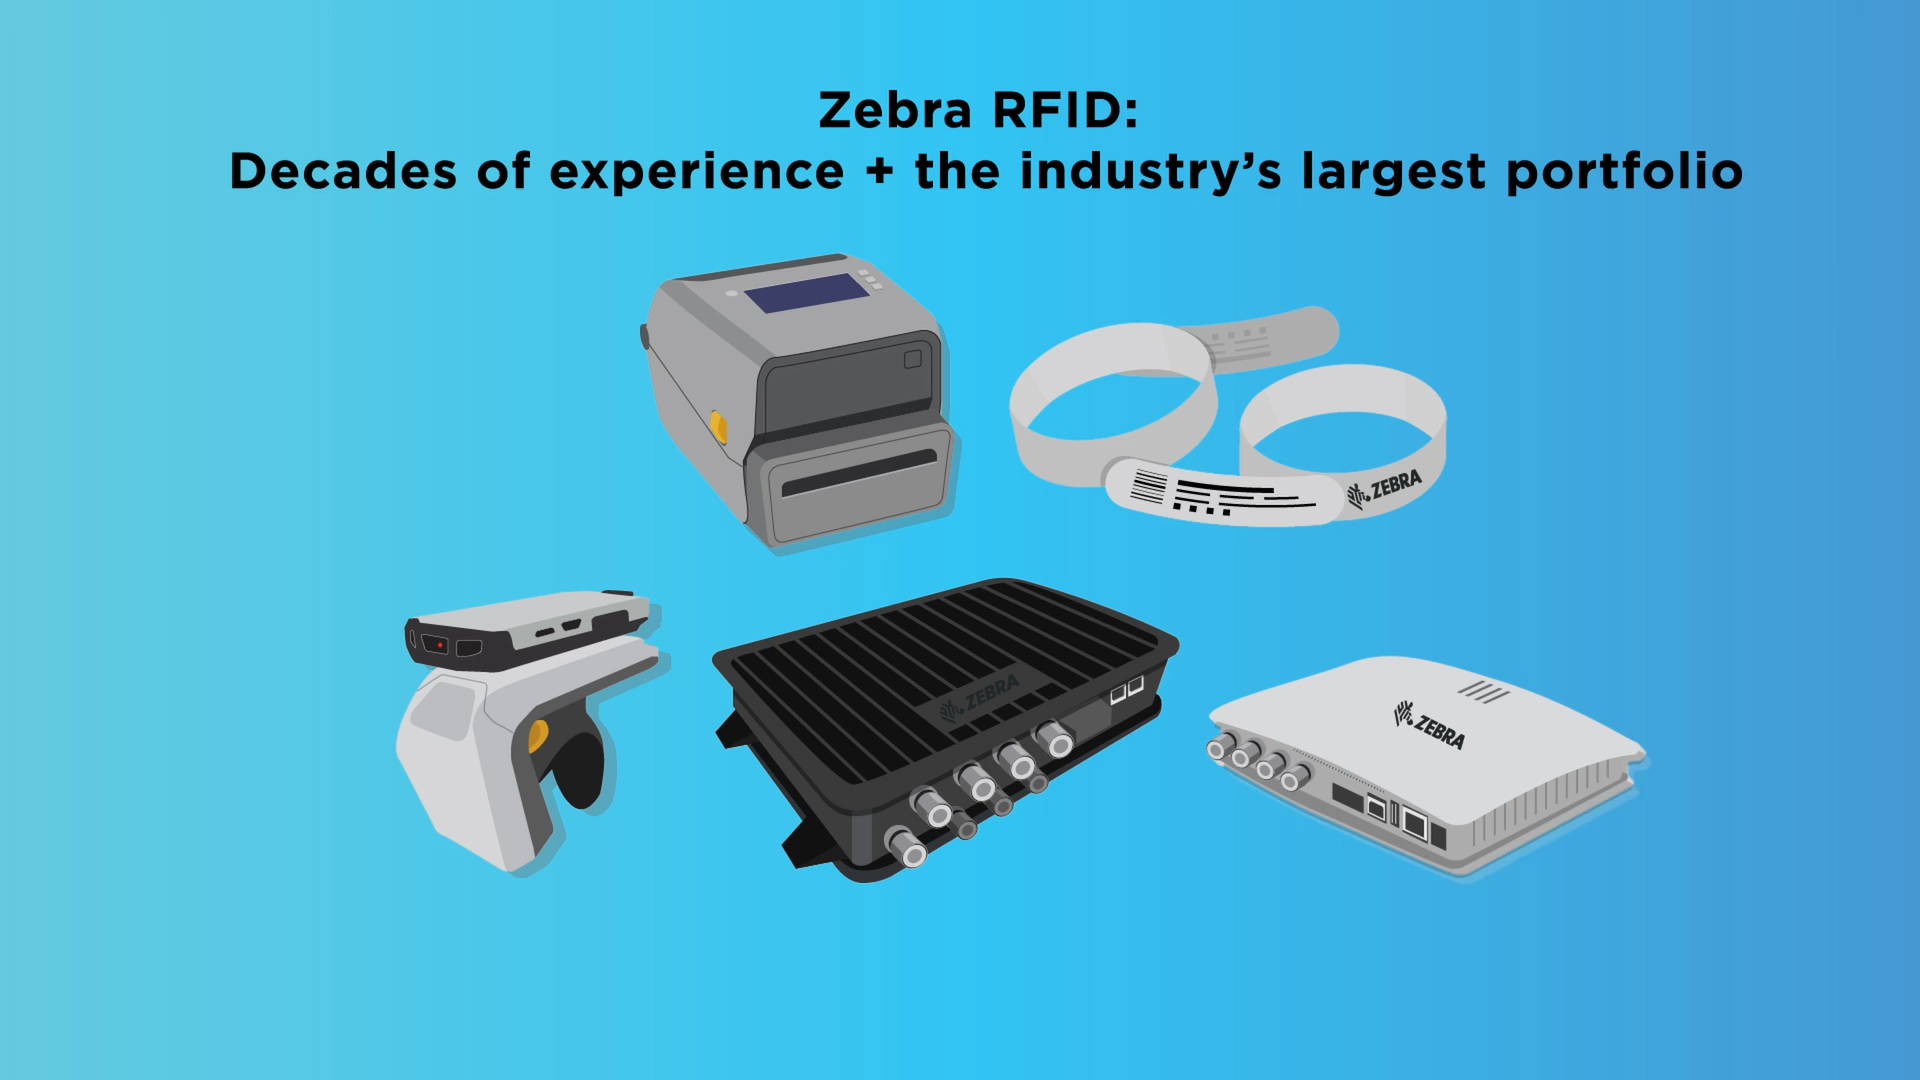 Zebra RFID:
Decades of experience + the industry’s largest portfolio
ZEBRA
ZEBRA
ZEBRA